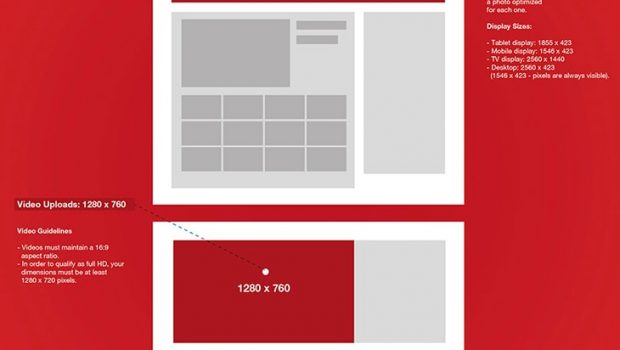 a photo optimized
for each one.
Display Sizes:
- Tablet display: 1855 x 423
- Mobile display: 1546 x 423
- TV display: 2560 x 1440
- Desktop: 2560 x 423
(1546 x 423 - pixels are always visible).
Video Uploads: 1280 x 760
Video Guidelines
- Videos must maintain a 16:9
aspect ratio.
- In order to qualify as full HD, your
dimensions must be at least
1280 x 720 pixels.
1280 x 760